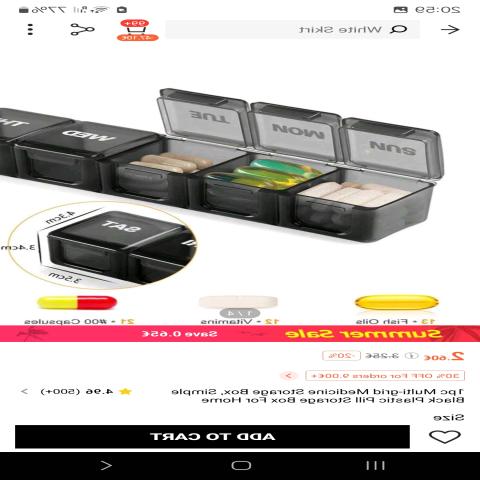 20:59 77%
White Skirt
99+
47.10€
SUN MON TUE WED THU
SAT
4.3cm
3.4cm
3.5cm
13 • Fish Oils 12 • Vitamins 21 • #00 Capsules
1/4
Summer Sale Save 0.65€
2.60€ 3.25€ -20%
30% OFF For orders 9.00€+
1pc Multi-grid Medicine Storage Box, Simple, 4.96 (500+)
Black Plastic Pill Storage Box For Home
Size
ADD TO CART